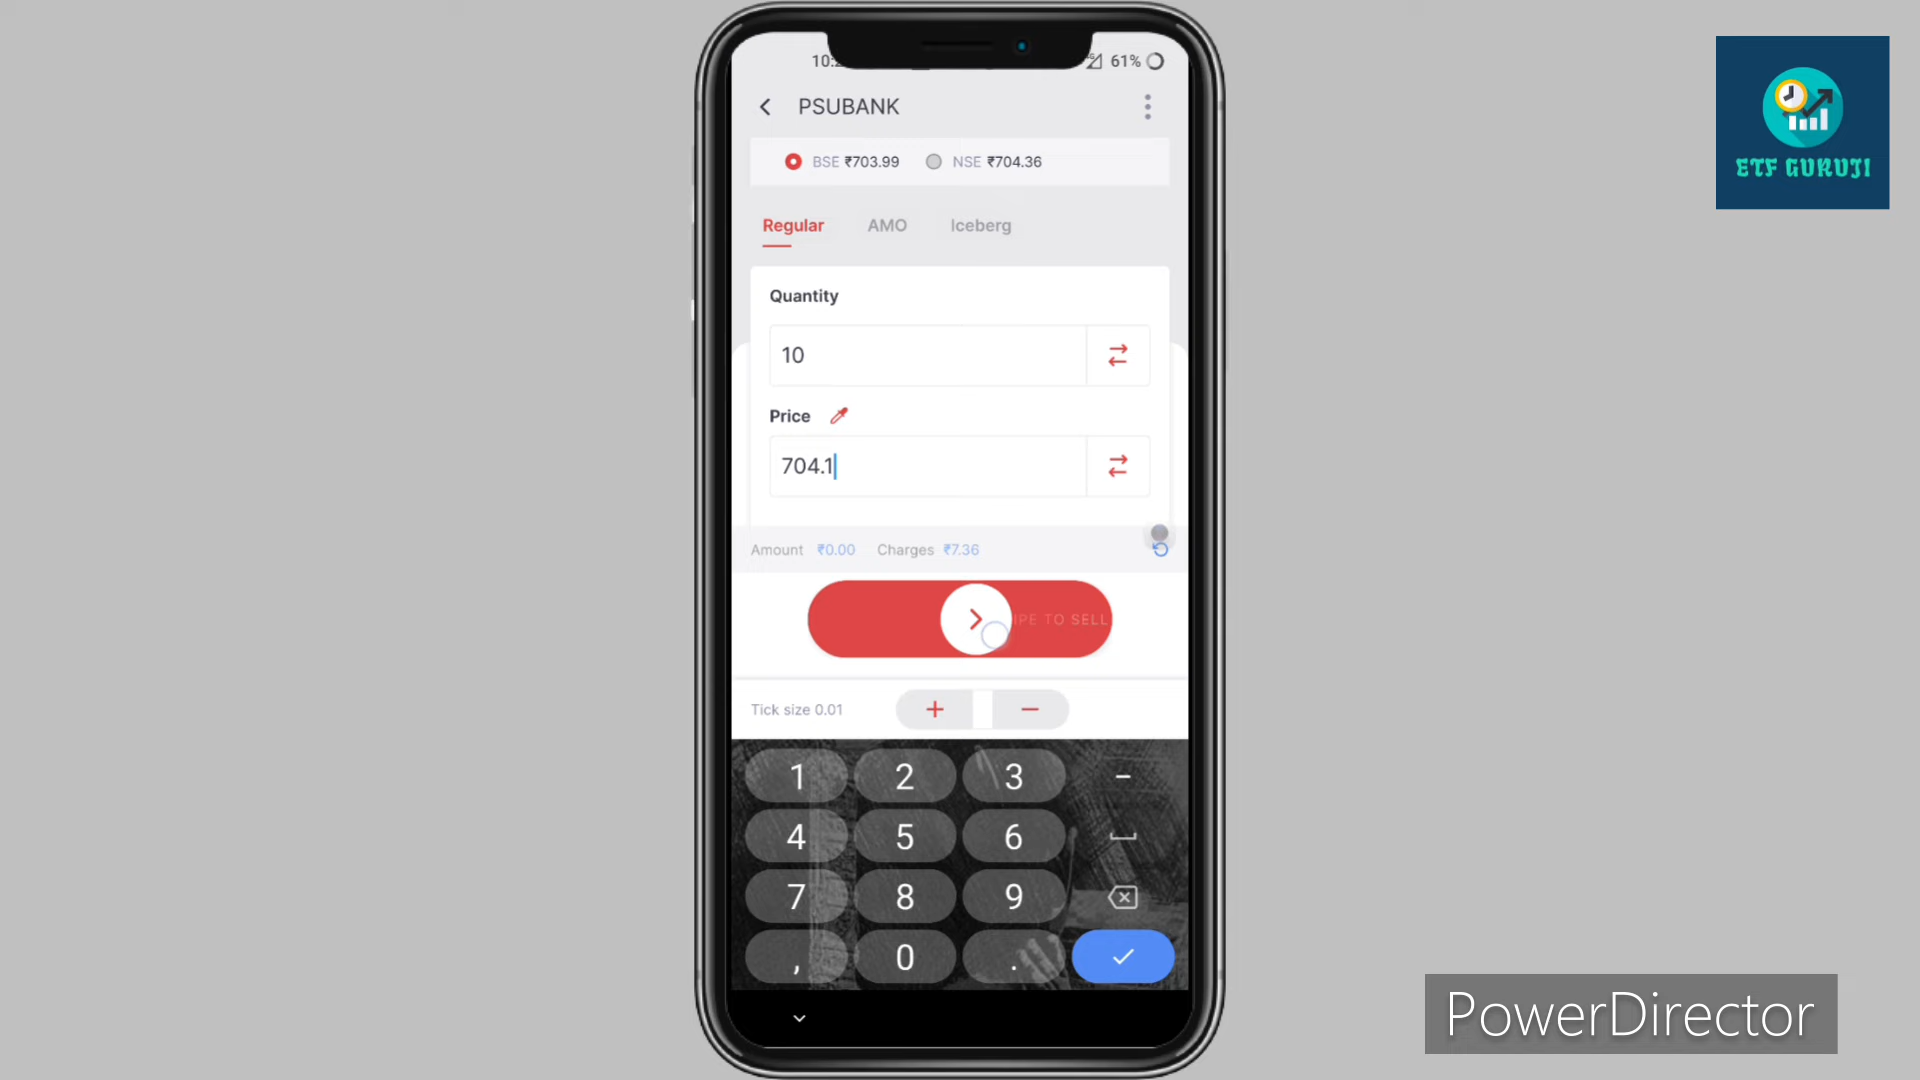 10:2
61%
PSUBANK
BSE ₹703.99 NSE ₹704.36
Regular AMO Iceberg
Quantity
10
Price
704.1
Amount ₹0.00 Charges ₹7.36
IPE TO SELL
Tick size 0.01 + −
1 2 3 −
4 5 6
7 8 9
, 0 .
ETF GURUJI
PowerDirector